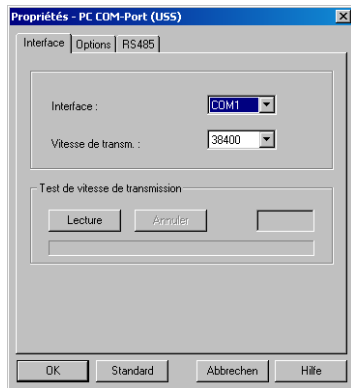 Propriétés - PC COM-Port (USS)
Interface Options RS485
Interface : COM1
Vitesse de transm. : 38400
Test de vitesse de transmission
Lecture Annuler
OK Standard Abbrechen Hilfe